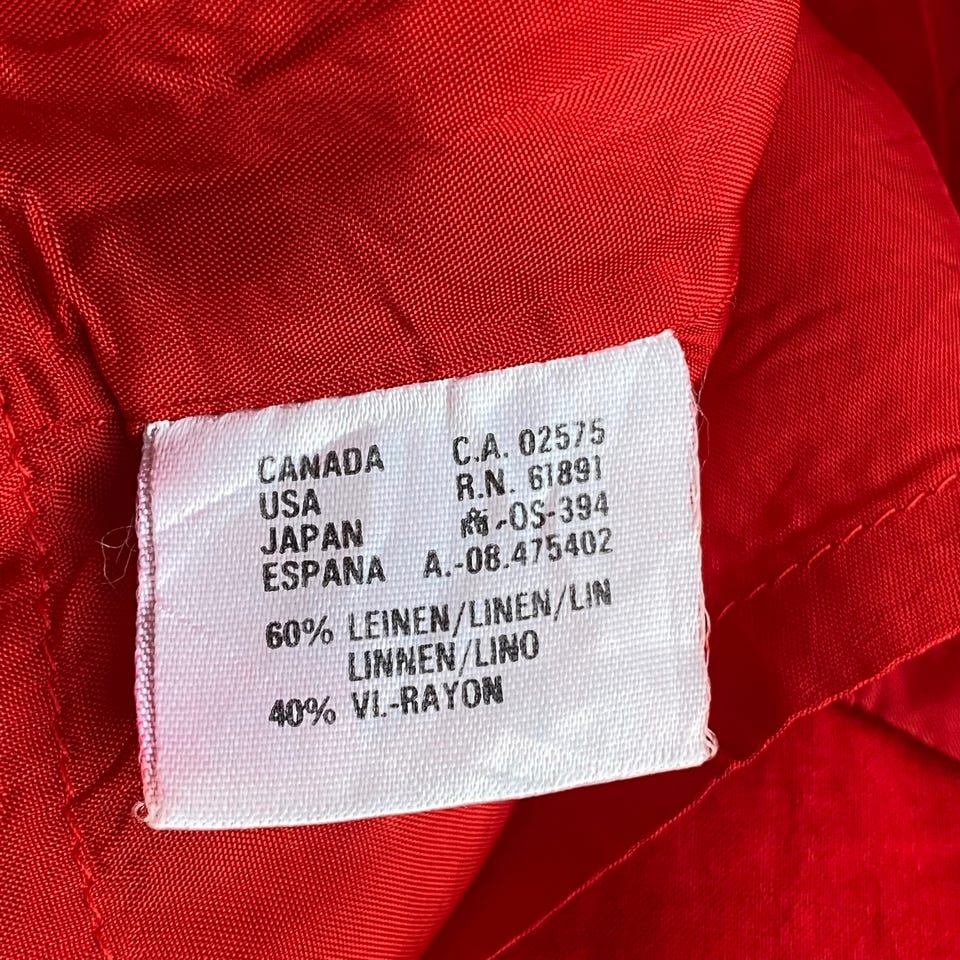 CANADA C.A. 02575
USA R.N. 61891
JAPAN -OS-394
ESPANA A.-08.475402
60% LEINEN/LINEN/LIN
LINNEN/LINO
40% VI.-RAYON